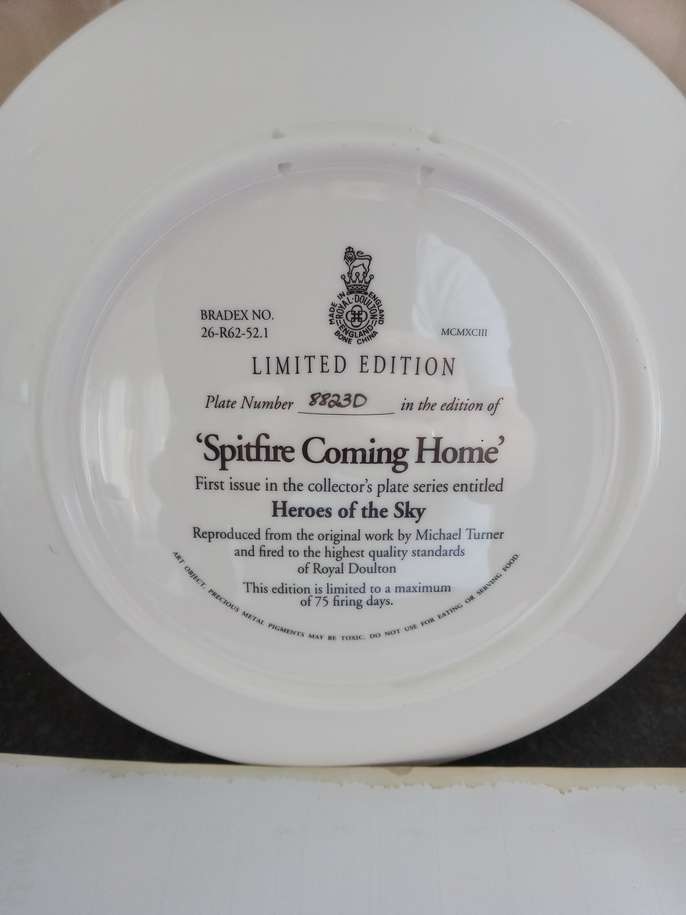 MADE IN ENGLAND
ROYAL·DOULTON
ENGLAND
BONE CHINA
BRADEX NO.
26-R62-52.1
MCMXCIII
LIMITED EDITION
Plate Number 8823D in the edition of
‘Spitfire Coming Home’
First issue in the collector's plate series entitled
Heroes of the Sky
Reproduced from the original work by Michael Turner
and fired to the highest quality standards
of Royal Doulton
This edition is limited to a maximum
of 75 firing days.
ART OBJECT. PRECIOUS METAL PIGMENTS MAY BE TOXIC. DO NOT USE FOR EATING OR SERVING FOOD.